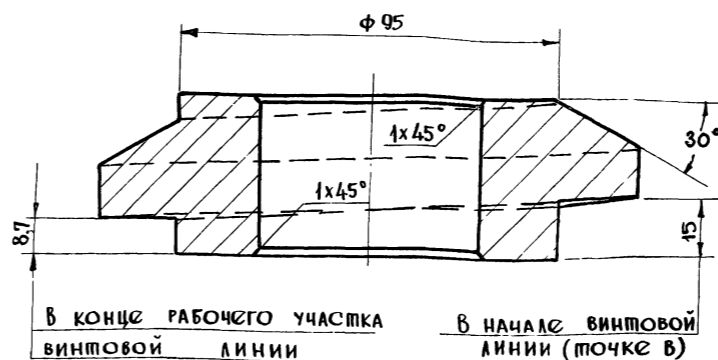 ф 95
30°
1x45°
1x45°
8,7
15
В КОНЦЕ РАБОЧЕГО УЧАСТКА
ВИНТОВОЙ ЛИНИИ
В НАЧАЛЕ ВИНТОВОЙ
ЛИНИИ (ТОЧКЕ В)